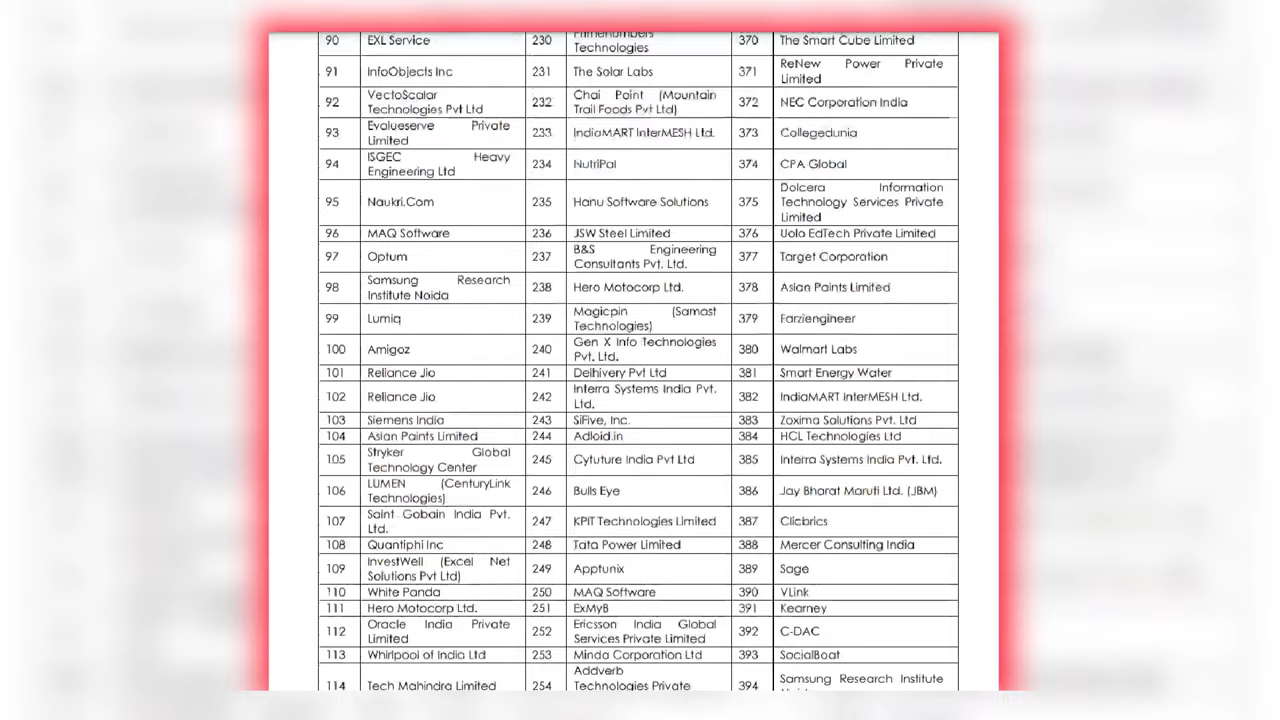 90 EXL Service 230 Primenumbers 370 The Smart Cube Limited
Technologies
91 InfoObjects Inc 231 The Solar Labs 371 ReNew Power Private
Limited
92 VectoScalar 232 Chai Point (Mountain 372 NEC Corporation India
Technologies Pvt Ltd Trail Foods Pvt Ltd)
93 Evalueserve Private 233 IndiaMART InterMESH Ltd. 373 Collegedunia
Limited
94 ISGEC Heavy 234 NutriPal 374 CPA Global
Engineering Ltd
95 Naukri.Com 235 Hanu Software Solutions 375 Dolcera Information
Technology Services Private
Limited
96 MAQ Software 236 JSW Steel Limited 376 Uolo EdTech Private Limited
97 Optum 237 B&S Engineering 377 Target Corporation
Consultants Pvt. Ltd.
98 Samsung Research 238 Hero Motocorp Ltd. 378 Asian Paints Limited
Institute Noida
99 Lumiq 239 Magicpin (Samast 379 Farziengineer
Technologies)
100 Amigoz 240 Gen X Info Technologies 380 Walmart Labs
Pvt. Ltd.
101 Reliance Jio 241 Delhivery Pvt Ltd 381 Smart Energy Water
102 Reliance Jio 242 Interra Systems India Pvt. 382 IndiaMART InterMESH Ltd.
Ltd.
103 Siemens India 243 SiFive, Inc. 383 Zoxima Solutions Pvt. Ltd
104 Asian Paints Limited 244 Adloid.in 384 HCL Technologies Ltd
105 Stryker Global 245 Cyfuture India Pvt Ltd 385 Interra Systems India Pvt. Ltd.
Technology Center
106 LUMEN (CenturyLink 246 Bulls Eye 386 Jay Bharat Maruti Ltd. (JBM)
Technologies)
107 Saint Gobain India Pvt. 247 KPIT Technologies Limited 387 Clicbrics
Ltd.
108 Quantiphi Inc 248 Tata Power Limited 388 Mercer Consulting India
109 InvestWell (Excel Net 249 Apptunix 389 Sage
Solutions Pvt Ltd)
110 White Panda 250 MAQ Software 390 VLink
111 Hero Motocorp Ltd. 251 ExMyB 391 Kearney
112 Oracle India Private 252 Ericsson India Global 392 C-DAC
Limited Services Private Limited
113 Whirlpool of India Ltd 253 Minda Corporation Ltd 393 SocialBoat
114 Tech Mahindra Limited 254 Addverb 394 Samsung Research Institute
Technologies Private